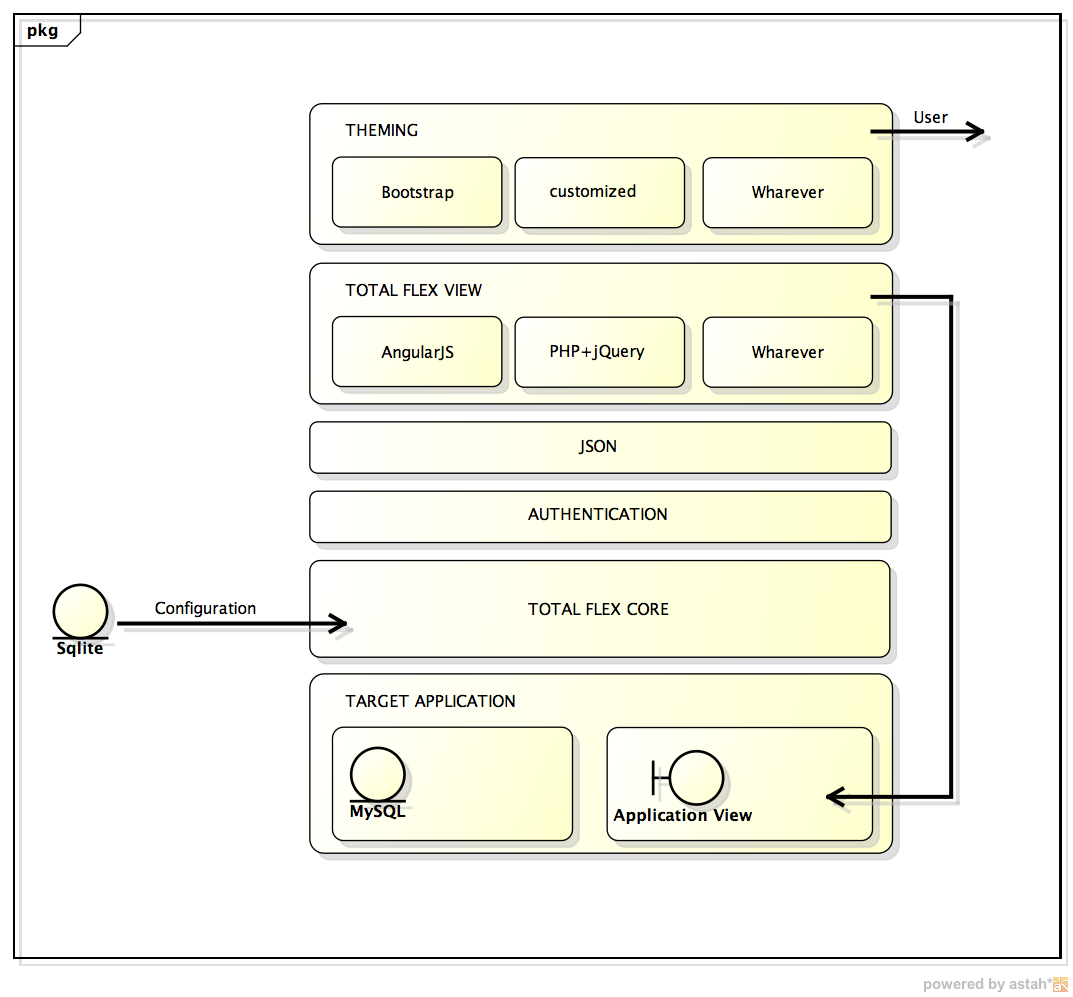 pkg
User
THEMING
Bootstrap
customized
Wharever
TOTAL FLEX VIEW
AngularJS
PHP+jQuery
Wharever
JSON
AUTHENTICATION
Configuration
TOTAL FLEX CORE
Sqlite
TARGET APPLICATION
MySQL
Application View
powered by astah*